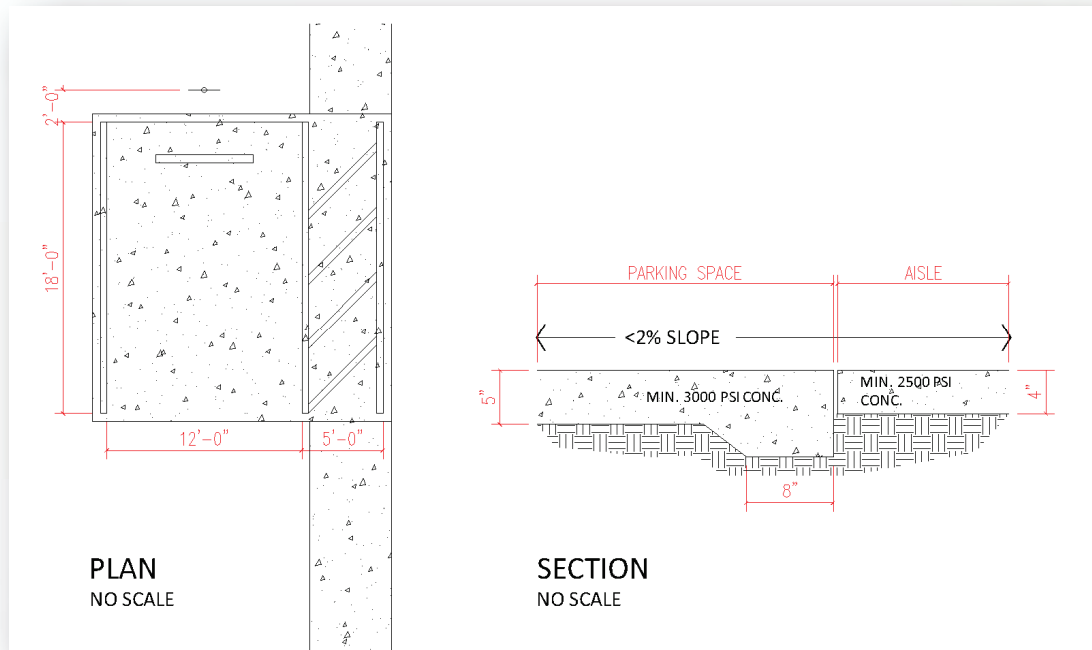 2'-0"
18'-0"
12'-0"
5'-0"
PLAN
NO SCALE
PARKING SPACE
AISLE
<2% SLOPE
5"
MIN. 3000 PSI CONC.
MIN. 2500 PSI
CONC.
4"
8"
SECTION
NO SCALE